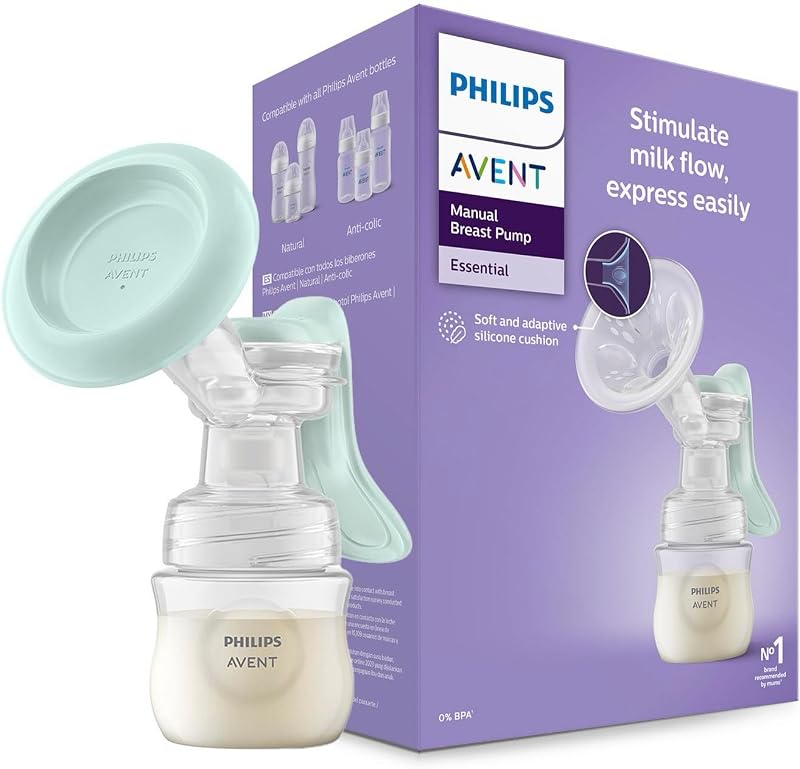 PHILIPS
AVENT
Manual
Breast Pump
Essential
Stimulate
milk flow,
express easily
Soft and adaptive
silicone cushion
PHILIPS
AVENT
0% BPA¹
Nº1
brand
recommended
by mums*
Compatible with all Philips Avent bottles
Natural
Anti-colic
ES Compatible con todos los biberones
Philips Avent | Natural | Anti-colic
Philips Avent |
PHILIPS
AVENT
PHILIPS
AVENT